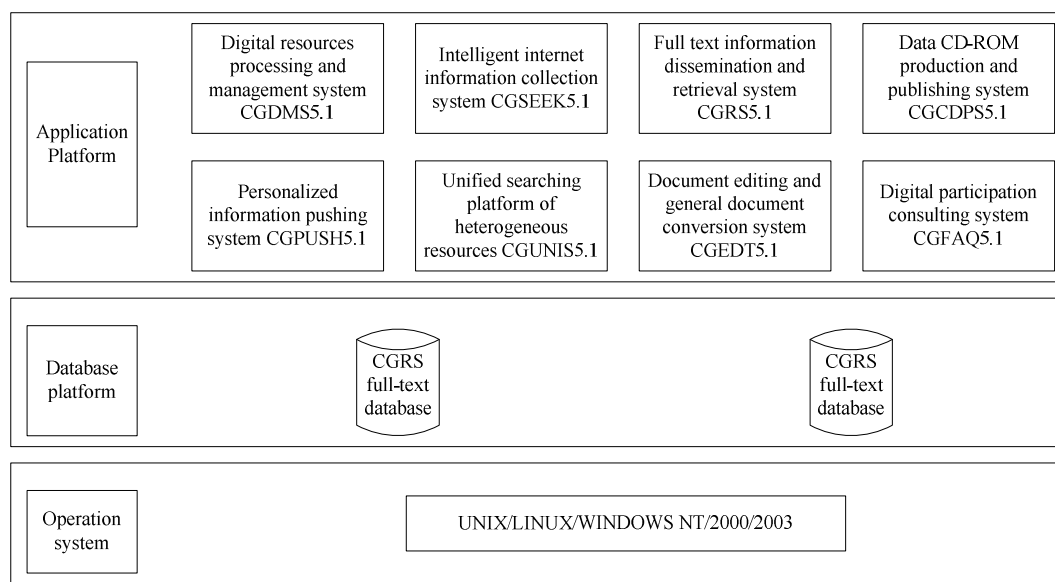 Application
Platform
Digital resources
processing and
management system
CGDMS5.1
Intelligent internet
information collection
system CGSEEK5.1
Full text information
dissemination and
retrieval system
CGRS5.1
Data CD-ROM
production and
publishing system
CGCDPS5.1
Personalized
information pushing
system CGPUSH5.1
Unified searching
platform of
heterogeneous
resources CGUNIS5.1
Document editing and
general document
conversion system
CGEDT5.1
Digital participation
consulting system
CGFAQ5.1
Database
platform
CGRS
full-text
database
CGRS
full-text
database
Operation
system
UNIX/LINUX/WINDOWS NT/2000/2003